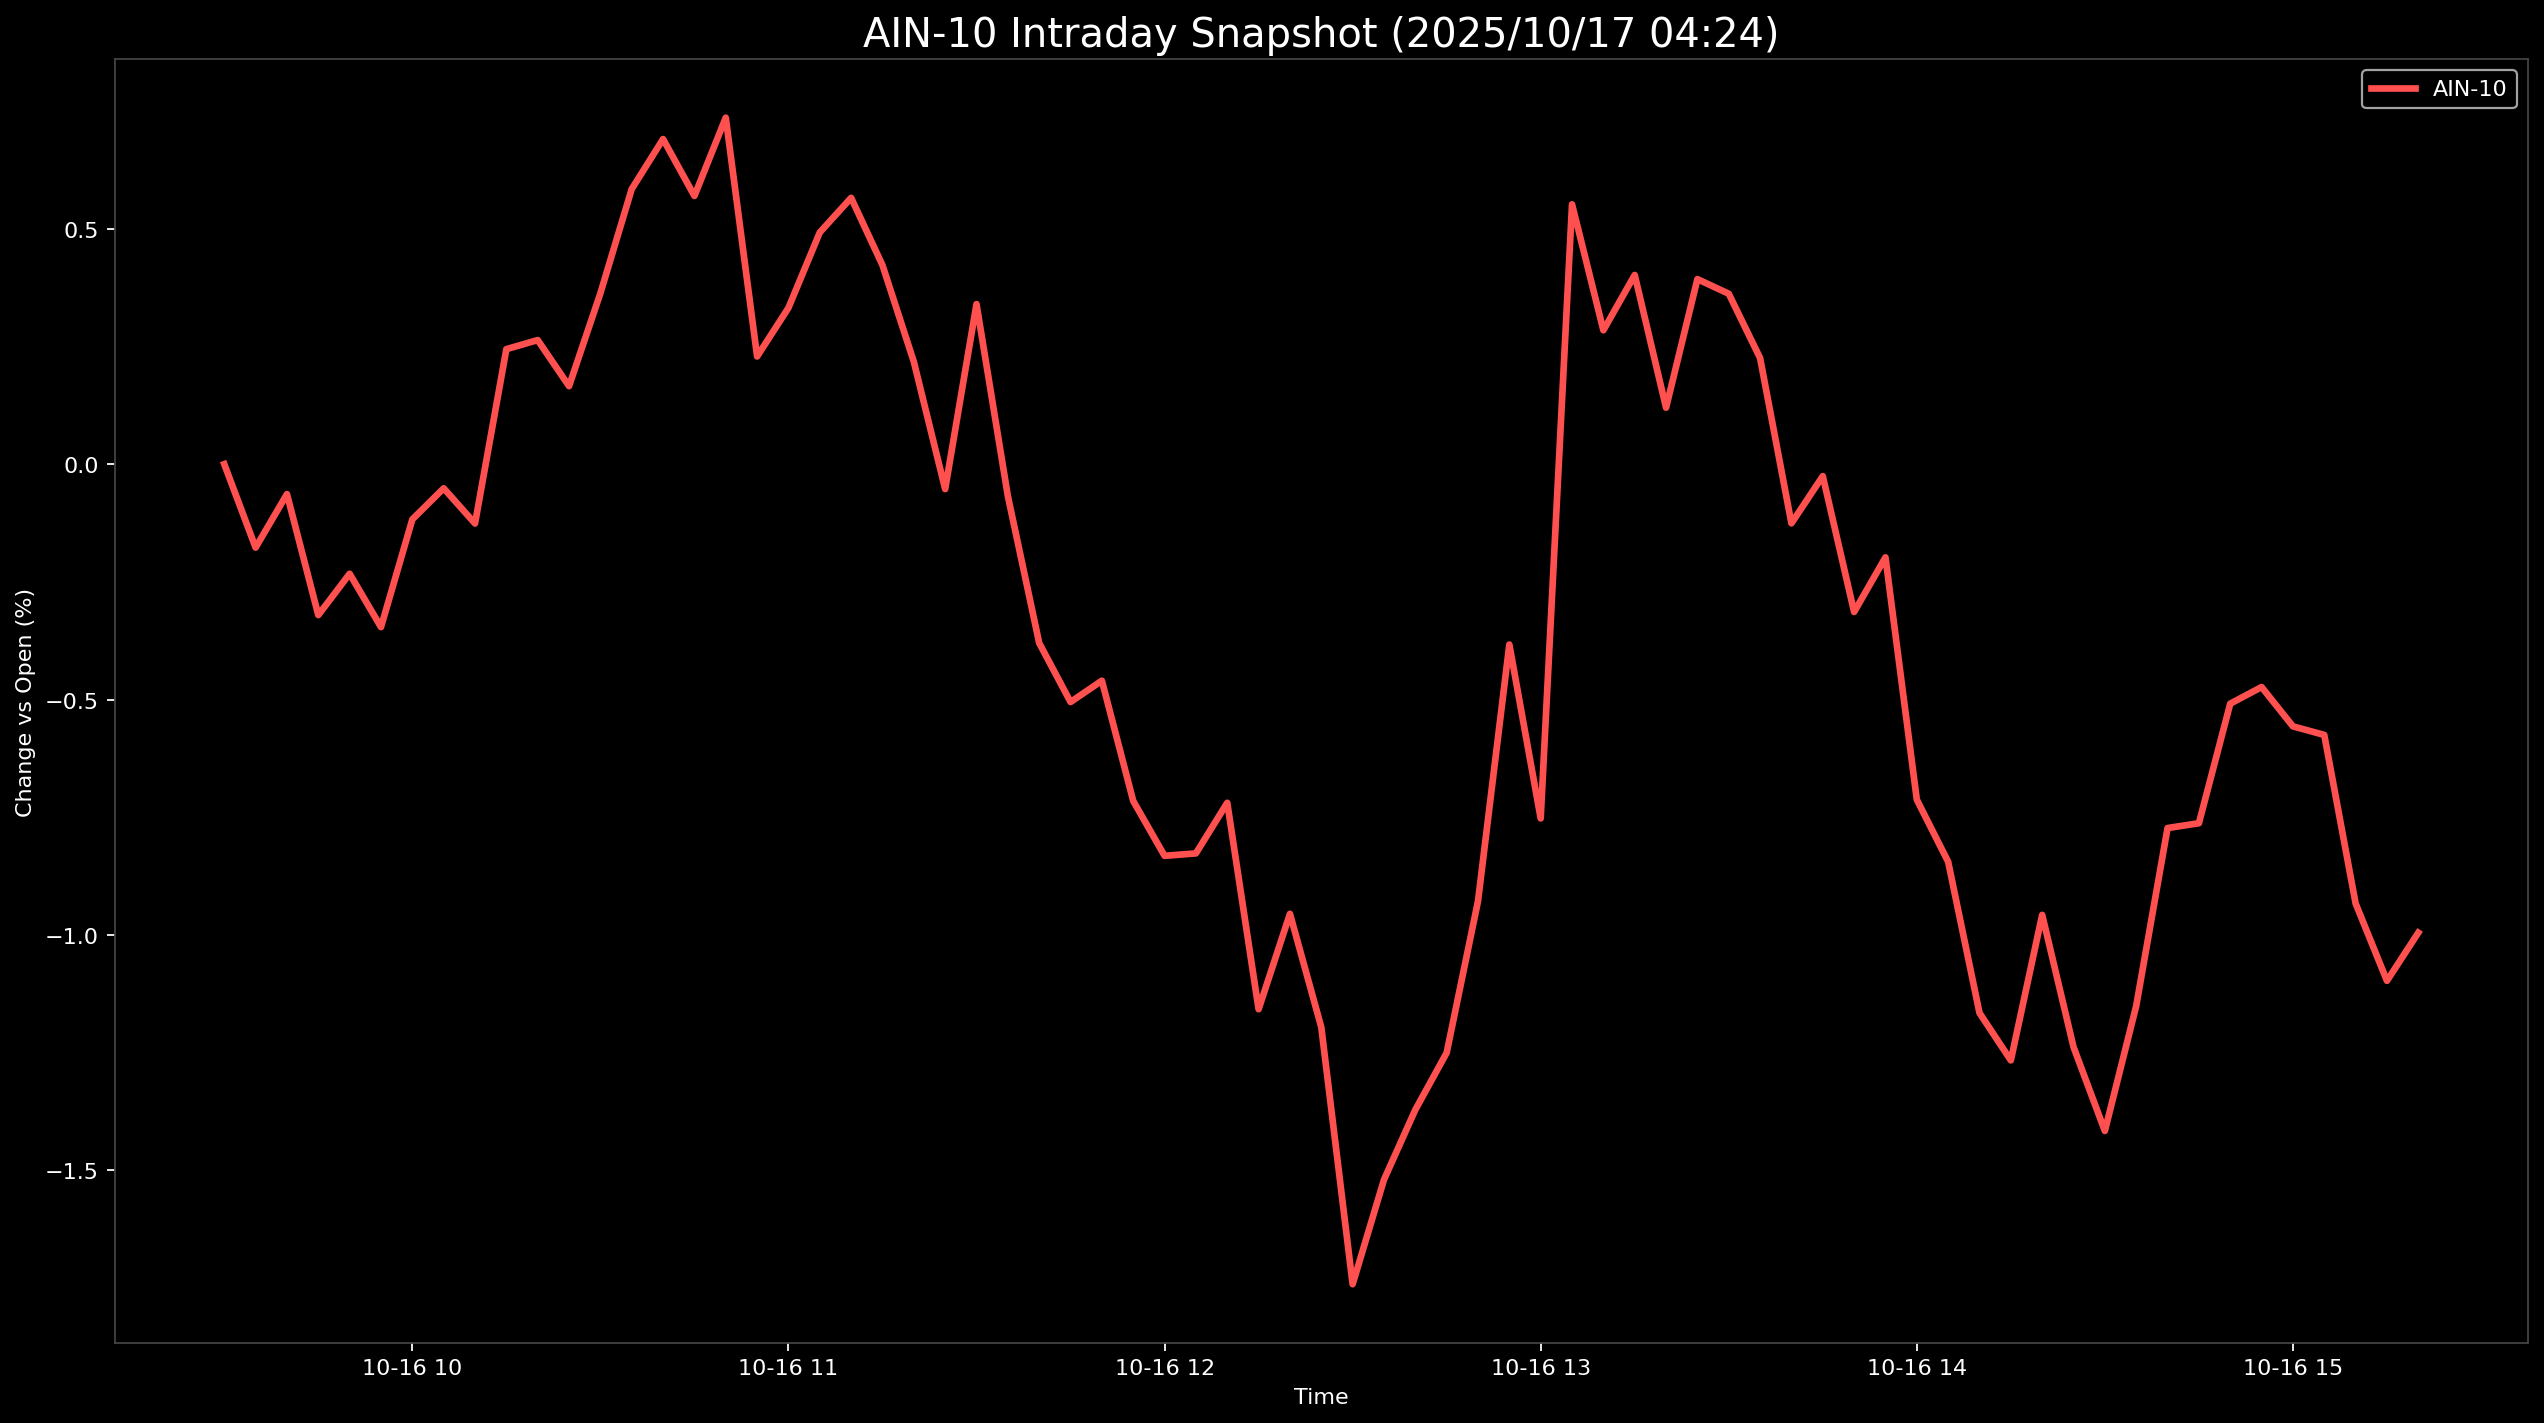 AIN-10 Intraday Snapshot (2025/10/17 04:24)
AIN-10
Change vs Open (%)
0.5
0.0
−0.5
−1.0
−1.5
10-16 10
10-16 11
10-16 12
10-16 13
10-16 14
10-16 15
Time